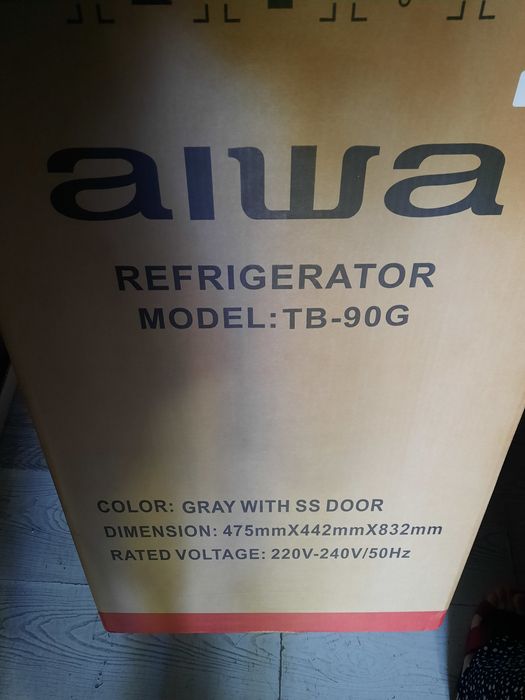 aiwa
REFRIGERATOR
MODEL:TB-90G
COLOR: GRAY WITH SS DOOR
DIMENSION: 475mmX442mmX832mm
RATED VOLTAGE: 220V-240V/50Hz